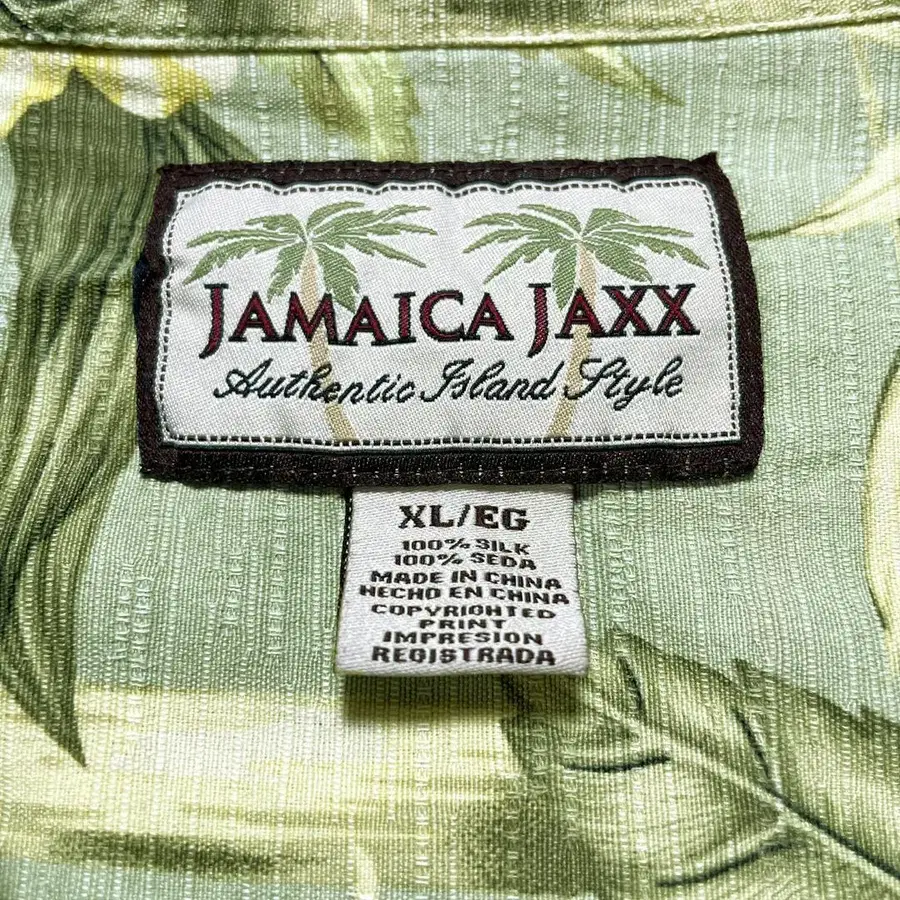 JAMAICA JAXX
Authentic Island Style
XL/EG
100% SILK
100% SEDA
MADE IN CHINA
HECHO EN CHINA
COPYRIGHTED
PRINT
IMPRESION
REGISTRADA